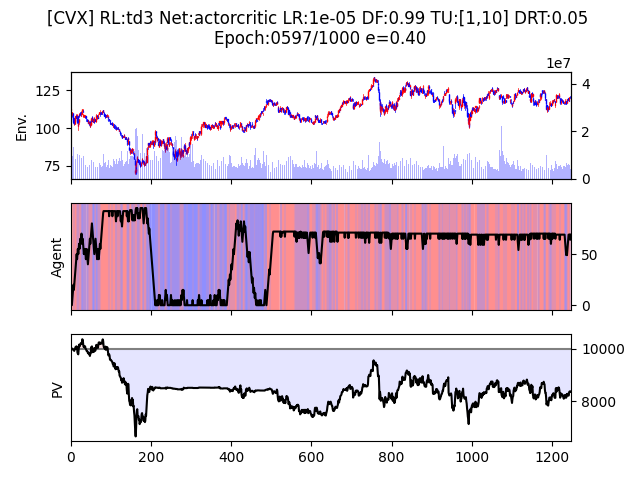 [CVX] RL:td3 Net:actorcritic LR:1e-05 DF:0.99 TU:[1,10] DRT:0.05
Epoch:0597/1000 e=0.40
1e7
125
100
75
Env.
4
2
0
Agent
50
0
PV
10000
8000
0
200
400
600
800
1000
1200